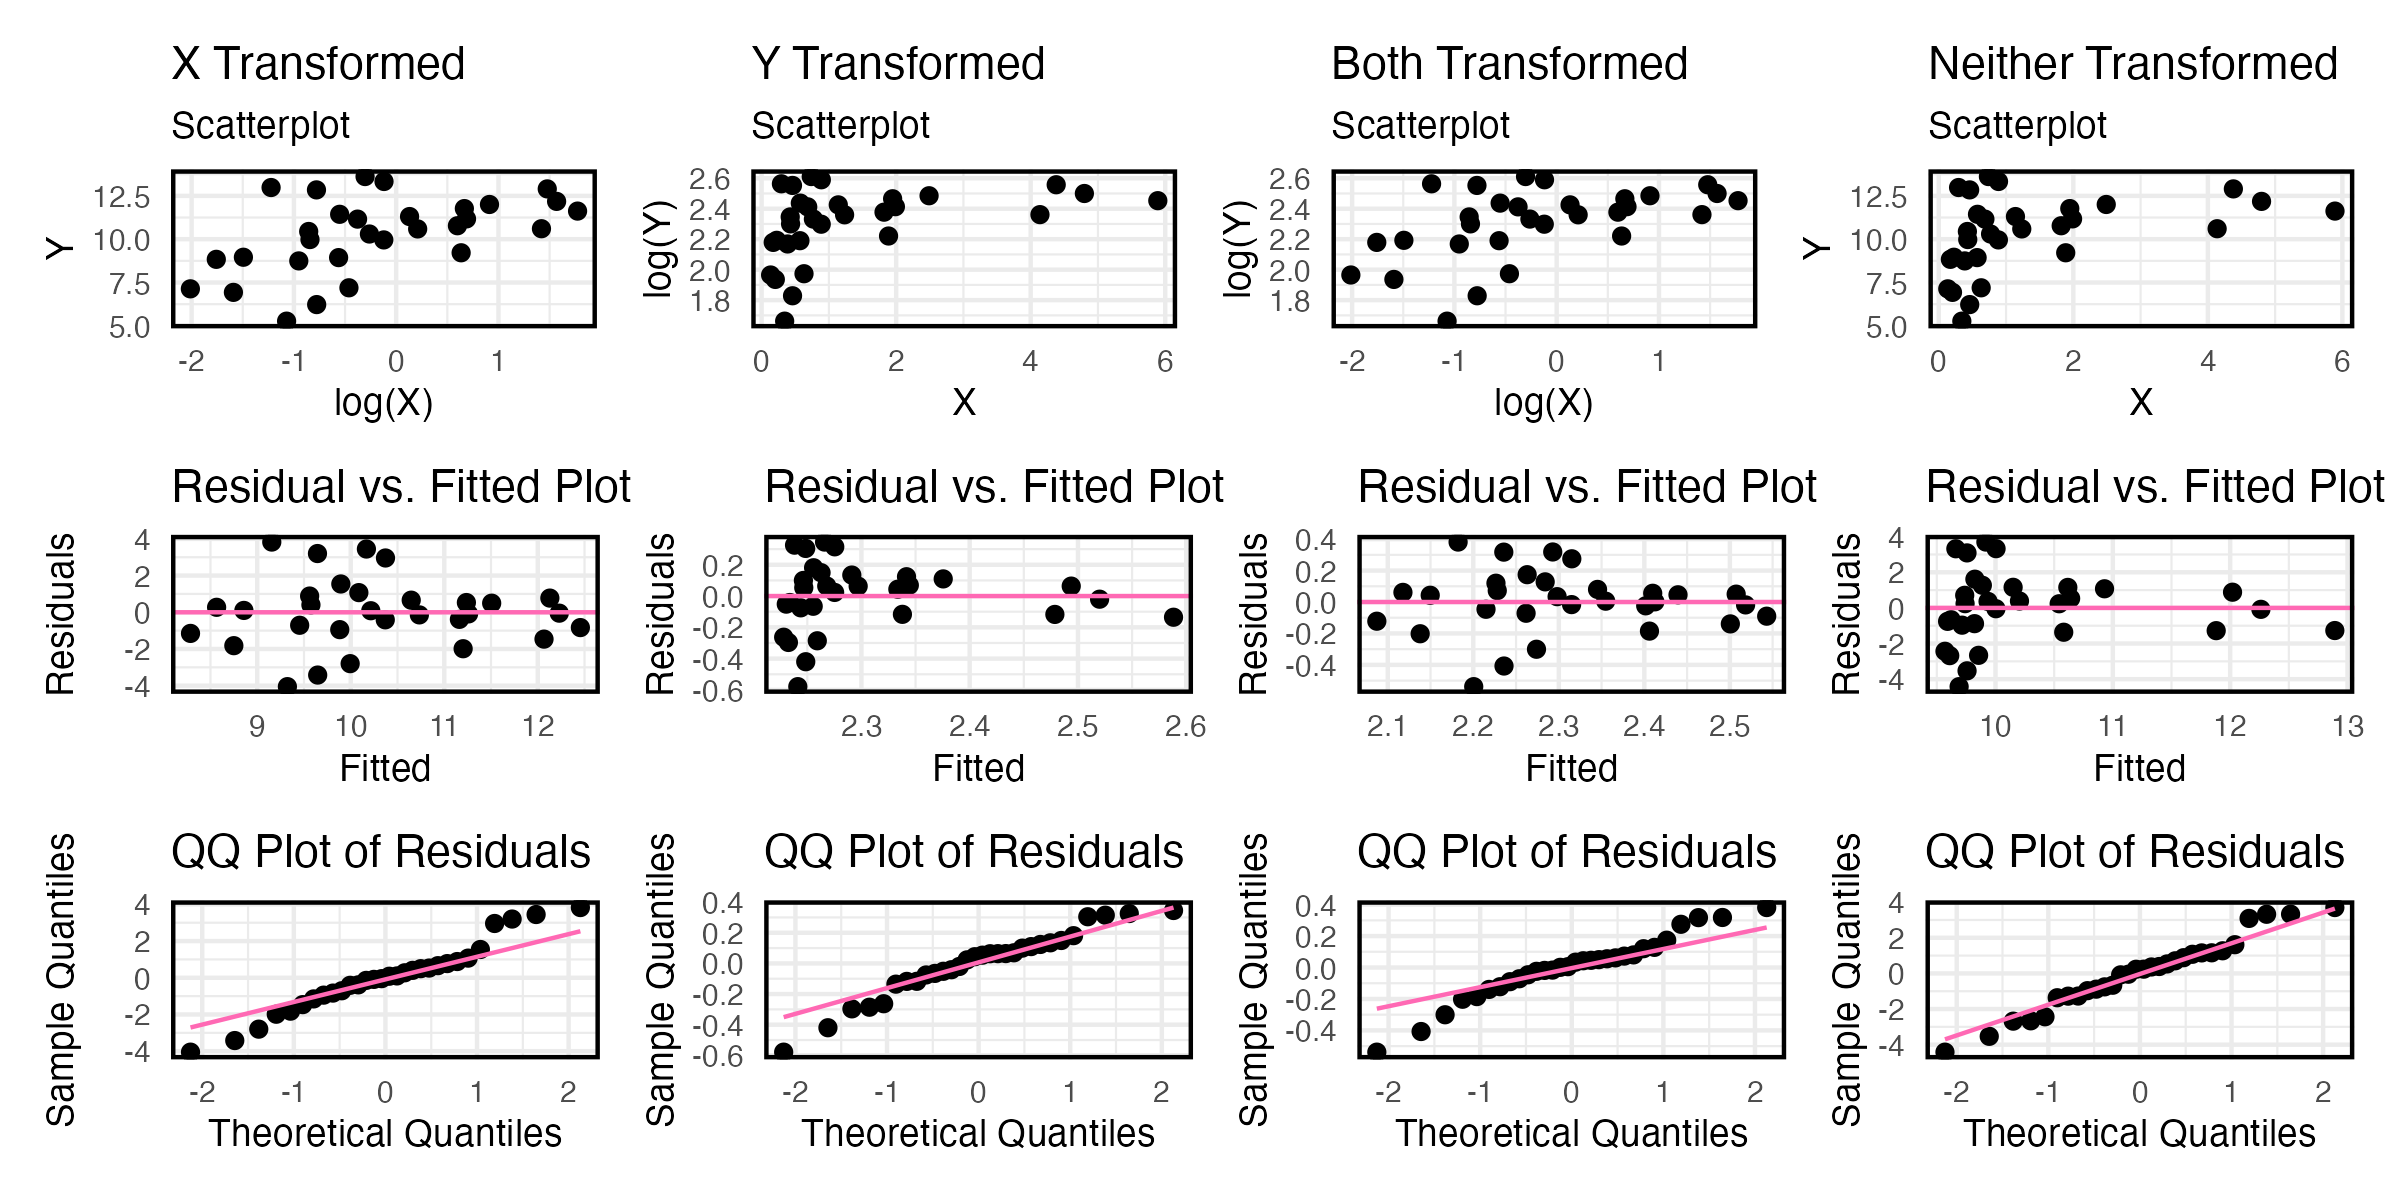 X Transformed
Y Transformed
Both Transformed
Neither Transformed
Scatterplot
Scatterplot
Scatterplot
Scatterplot
Y
12.5
10.0
7.5
5.0
-2 -1 0 1
log(X)
log(Y)
2.6
2.4
2.2
2.0
1.8
0 2 4 6
X
log(Y)
2.6
2.4
2.2
2.0
1.8
-2 -1 0 1
log(X)
Y
12.5
10.0
7.5
5.0
0 2 4 6
X
Residual vs. Fitted Plot
Residual vs. Fitted Plot
Residual vs. Fitted Plot
Residual vs. Fitted Plot
Residuals
4
2
0
-2
-4
9 10 11 12
Fitted
Residuals
0.2
0.0
-0.2
-0.4
-0.6
2.3 2.4 2.5 2.6
Fitted
Residuals
0.4
0.2
0.0
-0.2
-0.4
2.1 2.2 2.3 2.4 2.5
Fitted
Residuals
4
2
0
-2
-4
10 11 12 13
Fitted
QQ Plot of Residuals
QQ Plot of Residuals
QQ Plot of Residuals
QQ Plot of Residuals
Sample Quantiles
4
2
0
-2
-4
-2 -1 0 1 2
Theoretical Quantiles
Sample Quantiles
0.4
0.2
0.0
-0.2
-0.4
-0.6
-2 -1 0 1 2
Theoretical Quantiles
Sample Quantiles
0.4
0.2
0.0
-0.2
-0.4
-2 -1 0 1 2
Theoretical Quantiles
Sample Quantiles
4
2
0
-2
-4
-2 -1 0 1 2
Theoretical Quantiles